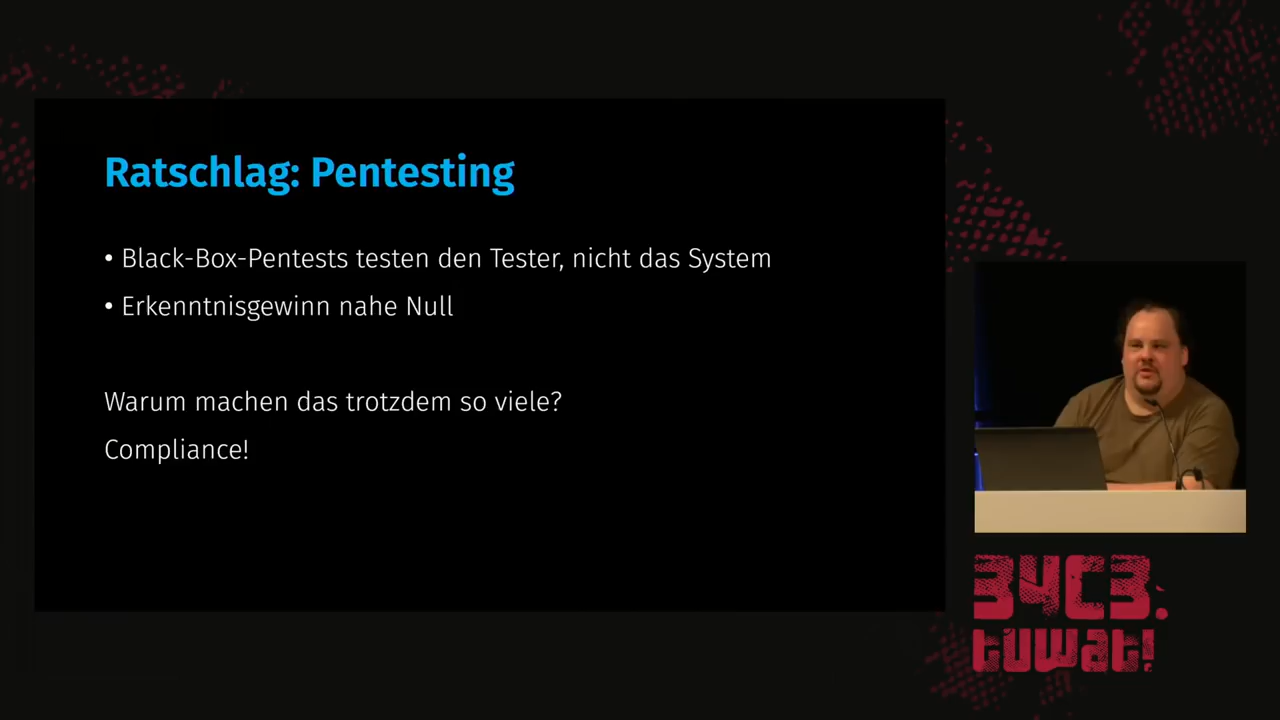 Ratschlag: Pentesting
• Black-Box-Pentests testen den Tester, nicht das System
• Erkenntnisgewinn nahe Null
Warum machen das trotzdem so viele?
Compliance!
34C3.
tuwat!